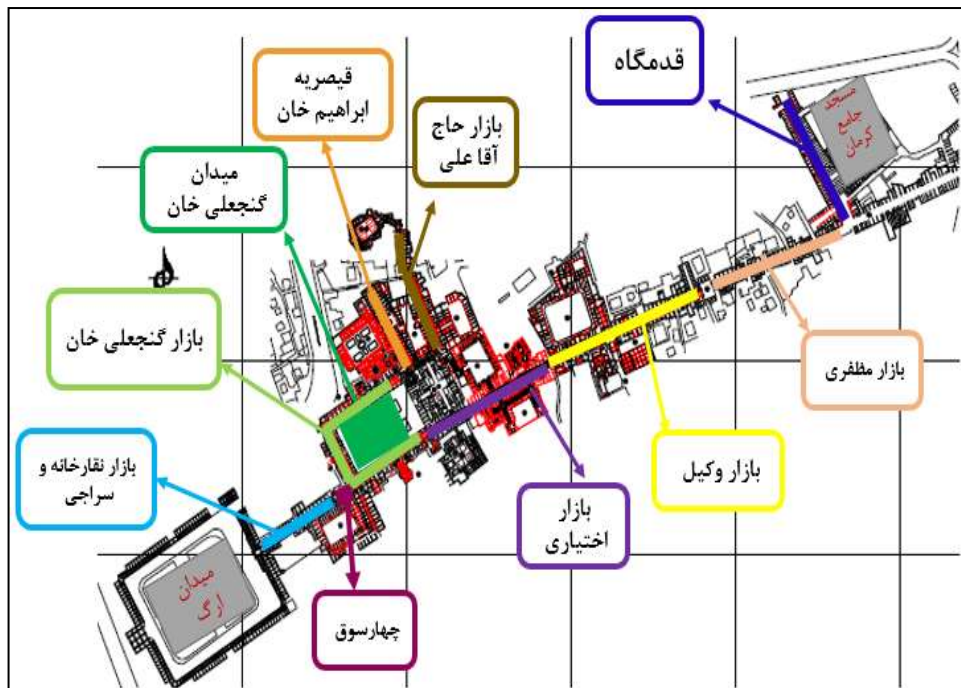 قدمگاه
مسجد
جامع
کرمان
قیصریه
ابراهیم خان
بازار حاج
آقا علی
میدان
گنجعلی خان
بازار گنجعلی خان
بازار مظفری
بازار وکیل
بازار
اختیاری
بازار نقارخانه و
سراجی
چهارسوق
میدان
ارگ